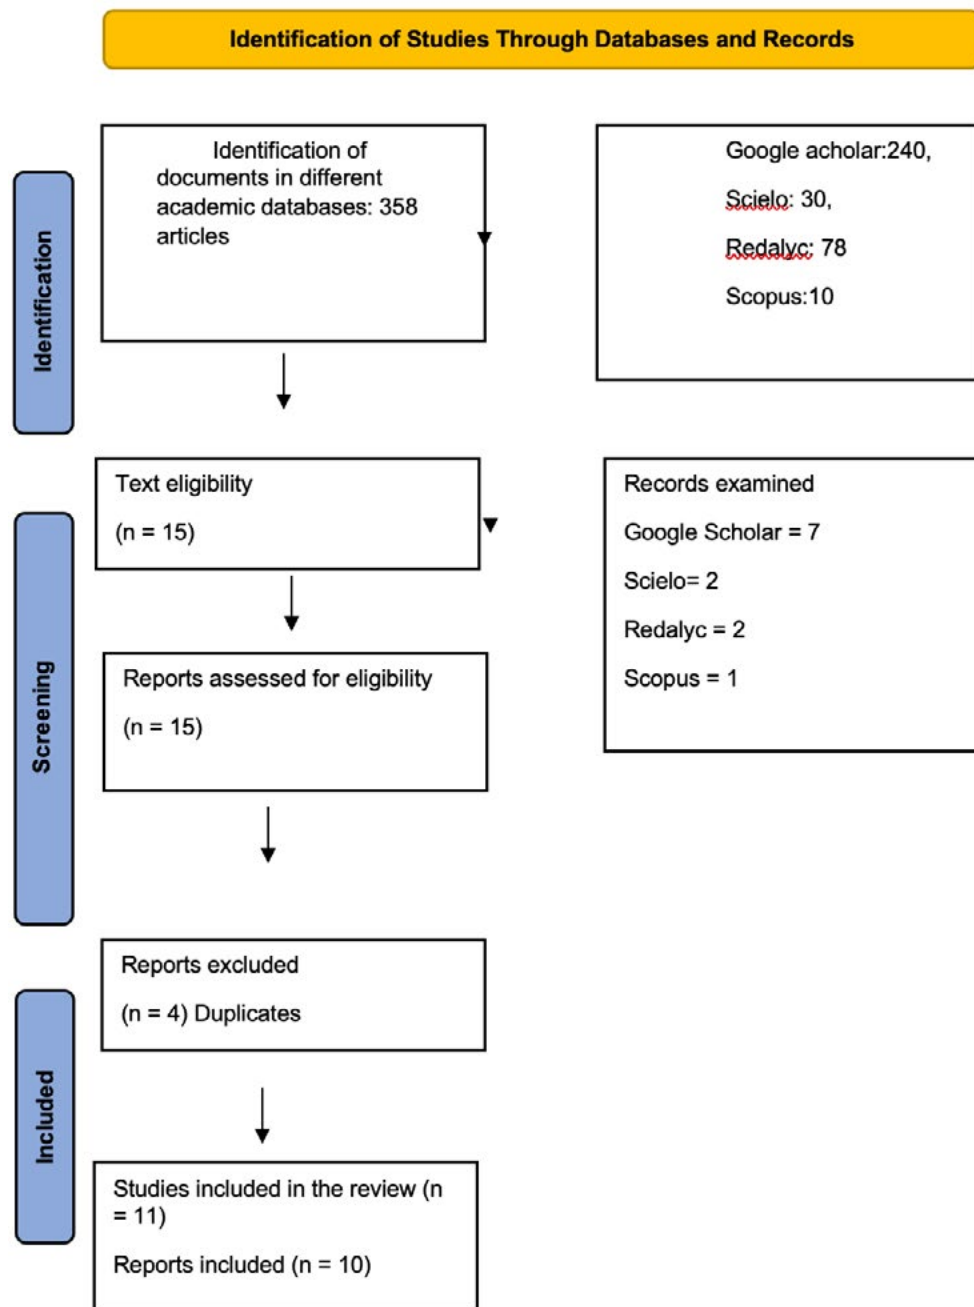 Identification of Studies Through Databases and Records
Identification
Identification of
documents in different
academic databases: 358
articles
Google acholar:240,
Scielo: 30,
Redalyc: 78
Scopus:10
Screening
Text eligibility
(n = 15)
Records examined
Google Scholar = 7
Scielo= 2
Redalyc = 2
Scopus = 1
Reports assessed for eligibility
(n = 15)
Included
Reports excluded
(n = 4) Duplicates
Studies included in the review (n
= 11)
Reports included (n = 10)